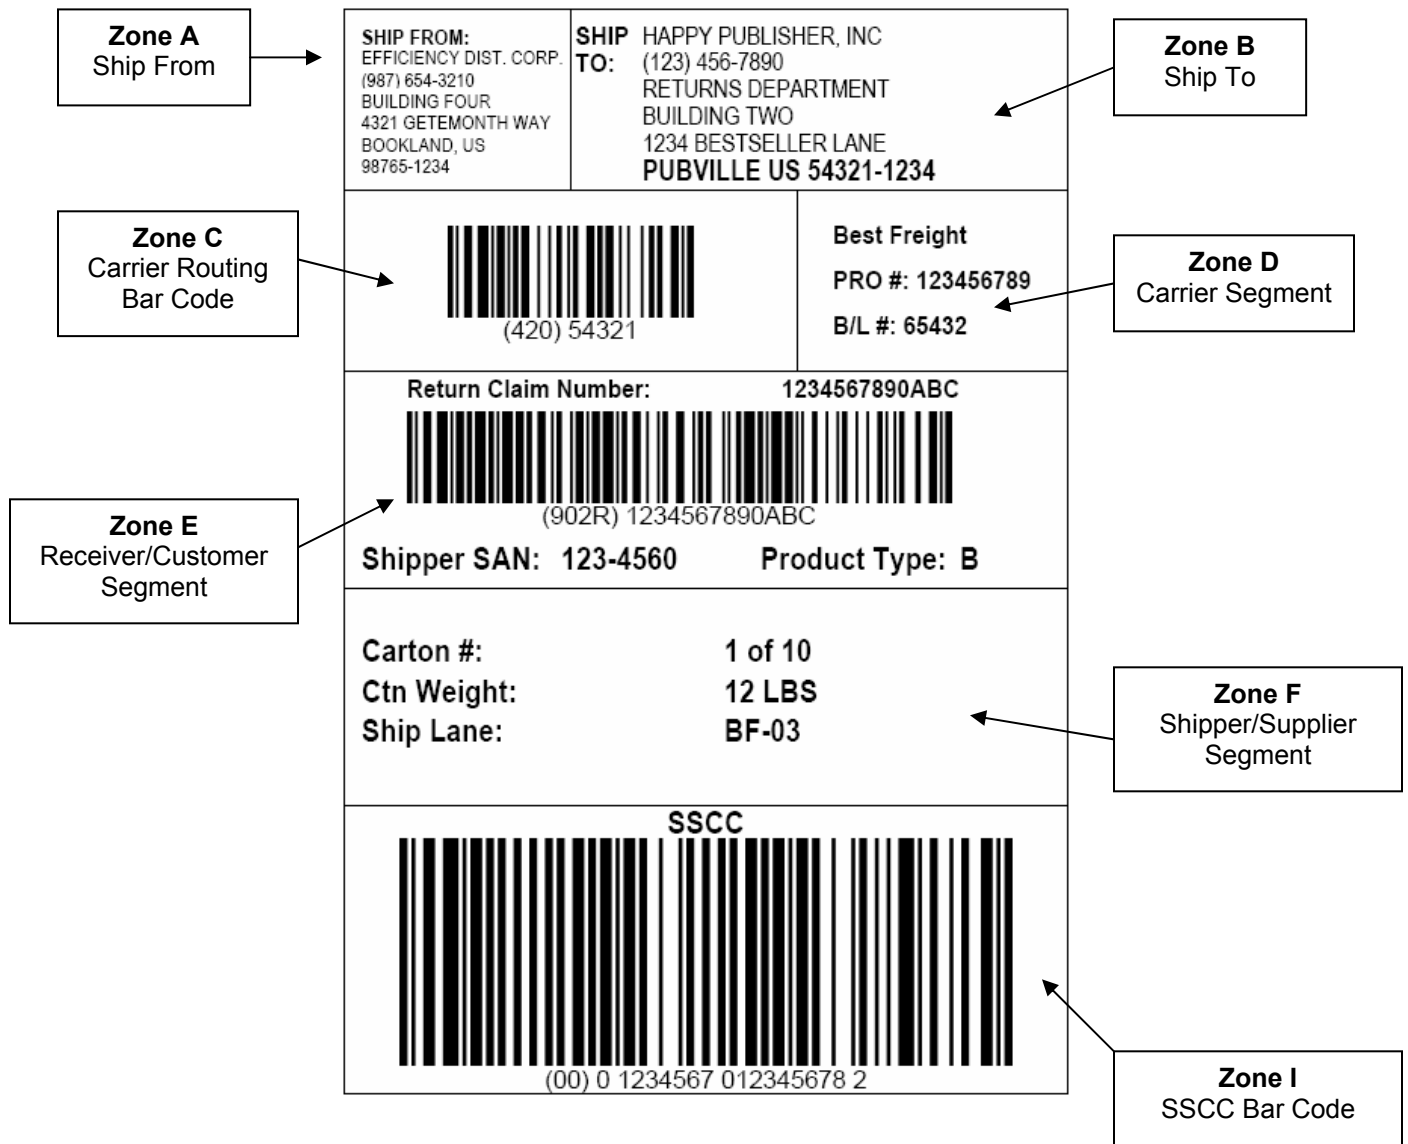 Zone A
Ship From
SHIP FROM:
EFFICIENCY DIST. CORP.
(987) 654-3210
BUILDING FOUR
4321 GETEMONTH WAY
BOOKLAND, US
98765-1234
SHIP TO:
HAPPY PUBLISHER, INC
(123) 456-7890
RETURNS DEPARTMENT
BUILDING TWO
1234 BESTSELLER LANE
PUBVILLE US 54321-1234
Zone B
Ship To
Zone C
Carrier Routing
Bar Code
(420) 54321
Best Freight
PRO #: 123456789
B/L #: 65432
Zone D
Carrier Segment
Return Claim Number: 1234567890ABC
(902R) 1234567890ABC
Shipper SAN: 123-4560 Product Type: B
Zone E
Receiver/Customer
Segment
Carton #: 1 of 10
Ctn Weight: 12 LBS
Ship Lane: BF-03
Zone F
Shipper/Supplier
Segment
SSCC
(00) 0 1234567 012345678 2
Zone I
SSCC Bar Code